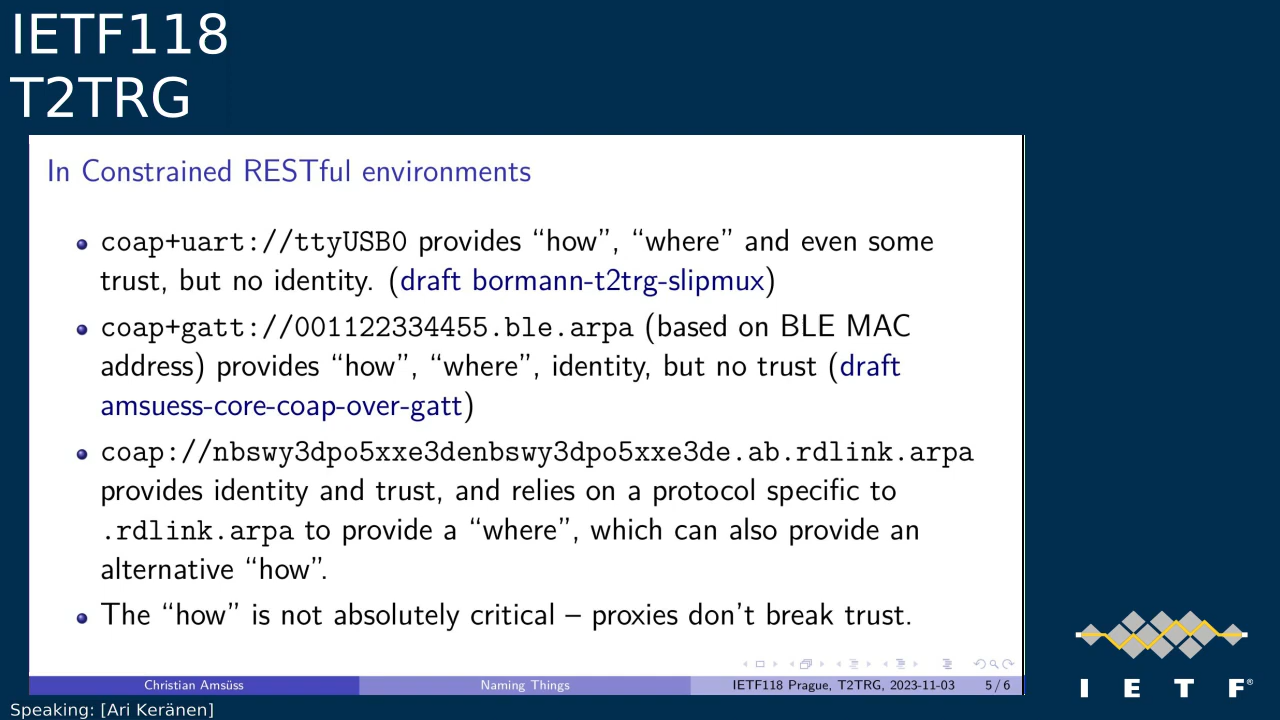 IETF118
T2TRG
In Constrained RESTful environments
coap+uart://ttyUSB0 provides “how”, “where” and even some
trust, but no identity. (draft bormann-t2trg-slipmux)
coap+gatt://001122334455.ble.arpa (based on BLE MAC
address) provides “how”, “where”, identity, but no trust (draft
amsuess-core-coap-over-gatt)
coap://nbswy3dpo5xxe3denbswy3dpo5xxe3de.ab.rdlink.arpa
provides identity and trust, and relies on a protocol specific to
.rdlink.arpa to provide a “where”, which can also provide an
alternative “how”.
The “how” is not absolutely critical – proxies don’t break trust.
Christian Amsüss Naming Things IETF118 Prague, T2TRG, 2023-11-03 5 / 6
I E T F®
Speaking: [Ari Keränen]